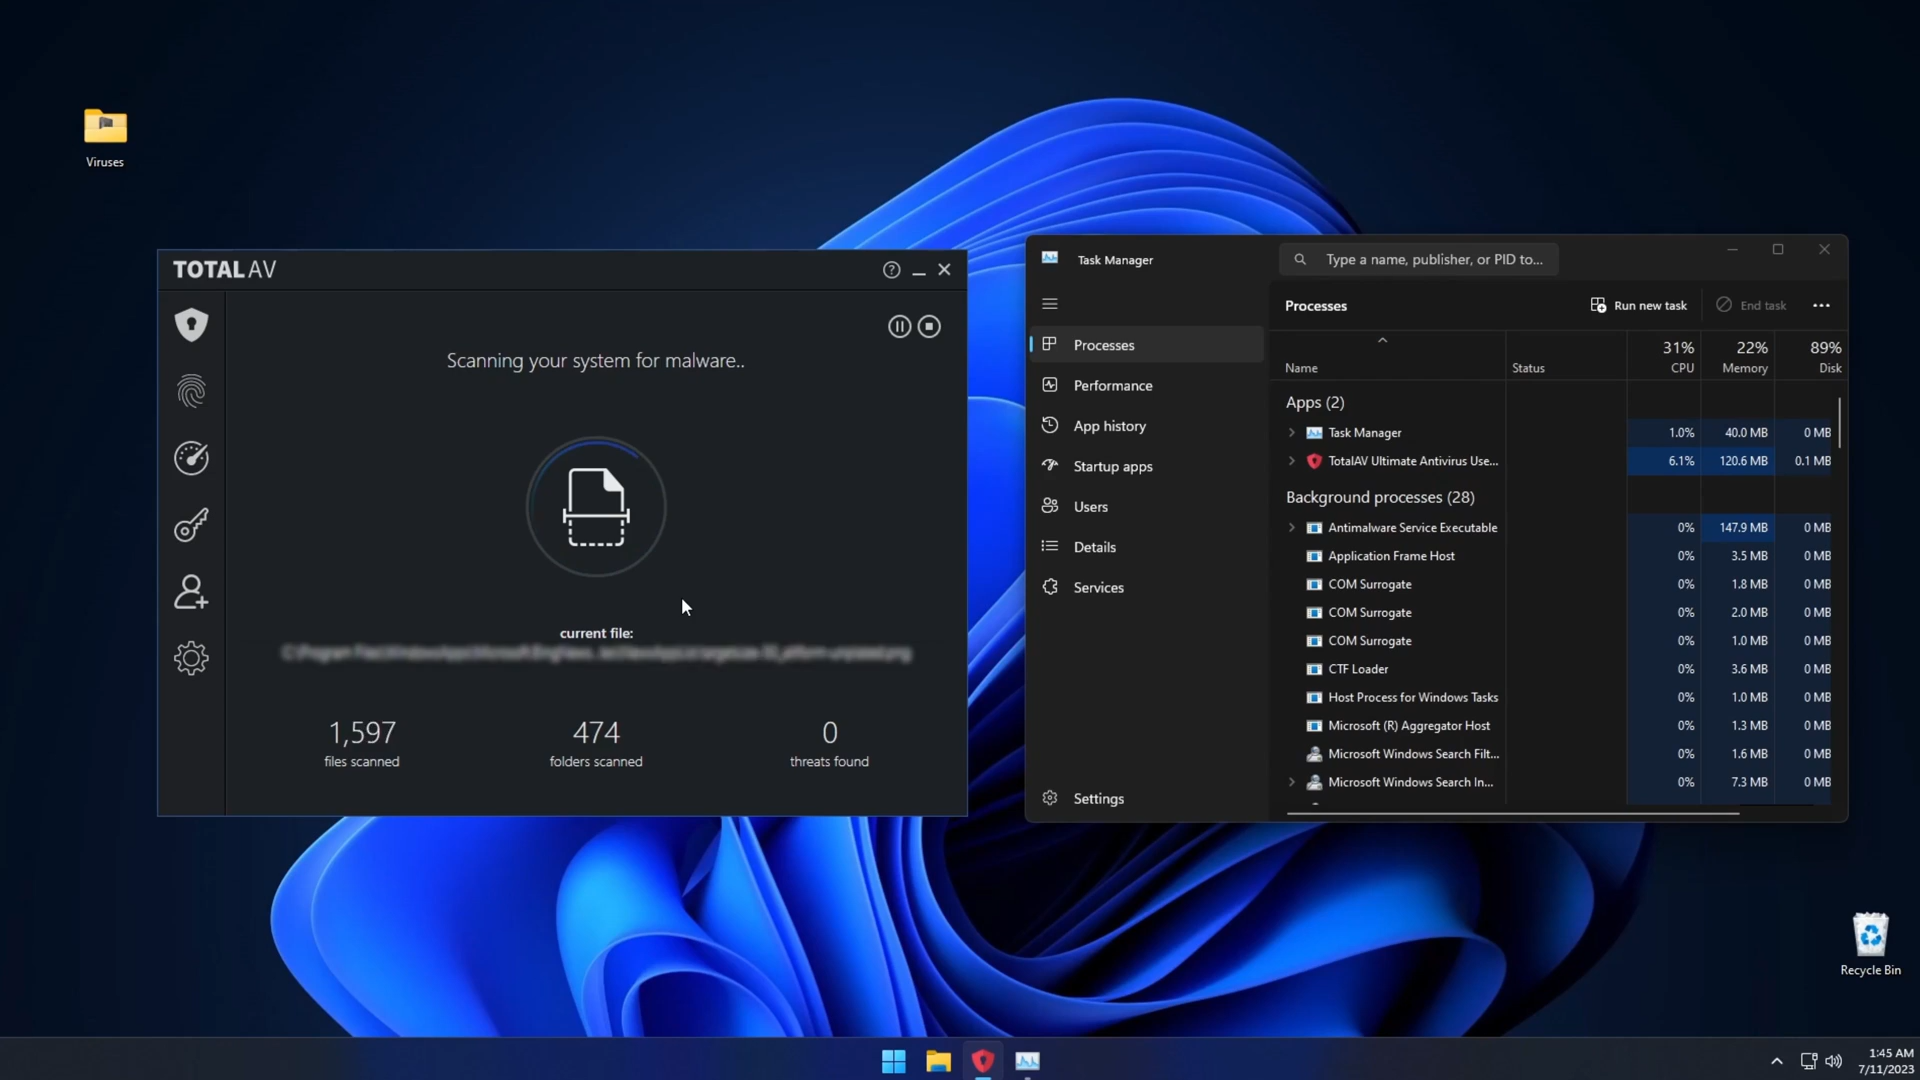 Viruses
TOTAL AV
Scanning your system for malware..
current file:
1,597
files scanned
474
folders scanned
0
threats found
Task Manager
Type a name, publisher, or PID to...
Processes
Performance
App history
Startup apps
Users
Details
Services
Settings
Processes
Run new task
End task
31%
22%
89%
Name
Status
CPU
Memory
Disk
Apps (2)
Task Manager 1.0% 40.0 MB 0 MB
TotalAV Ultimate Antivirus Use... 6.1% 120.6 MB 0.1 MB
Background processes (28)
Antimalware Service Executable 0% 147.9 MB 0 MB
Application Frame Host 0% 3.5 MB 0 MB
COM Surrogate 0% 1.8 MB 0 MB
COM Surrogate 0% 2.0 MB 0 MB
COM Surrogate 0% 1.0 MB 0 MB
CTF Loader 0% 3.6 MB 0 MB
Host Process for Windows Tasks 0% 1.0 MB 0 MB
Microsoft (R) Aggregator Host 0% 1.3 MB 0 MB
Microsoft Windows Search Filt... 0% 1.6 MB 0 MB
Microsoft Windows Search In... 0% 7.3 MB 0 MB
Recycle Bin
1:45 AM
7/11/2023